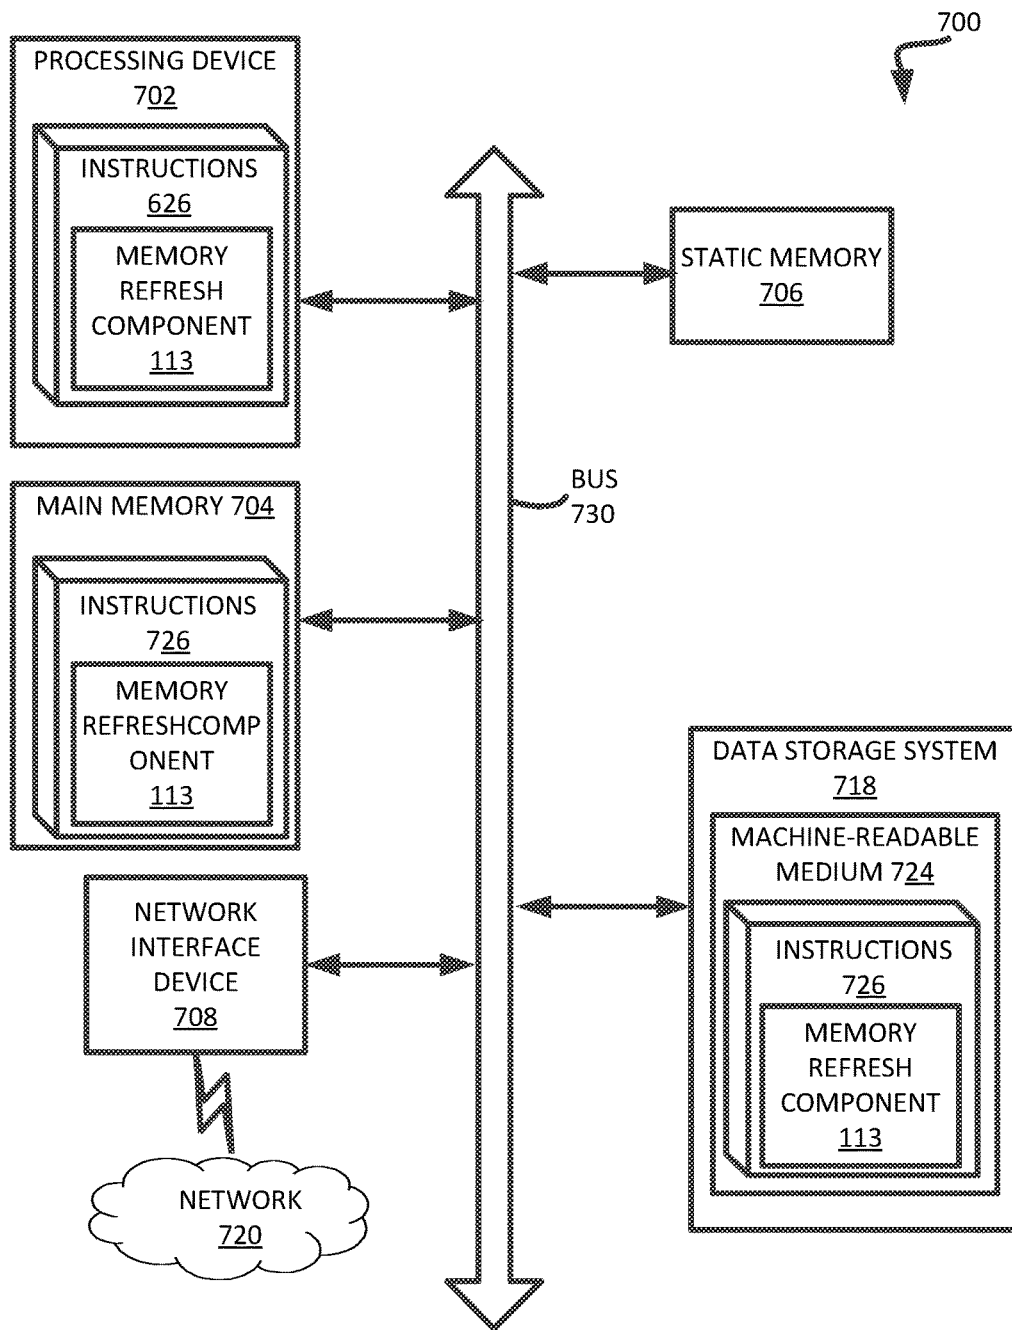 700
PROCESSING DEVICE
702
INSTRUCTIONS
626
MEMORY
REFRESH
COMPONENT
113
STATIC MEMORY
706
BUS
730
MAIN MEMORY 704
INSTRUCTIONS
726
MEMORY
REFRESHCOMP
ONENT
113
DATA STORAGE SYSTEM
718
MACHINE-READABLE
MEDIUM 724
INSTRUCTIONS
726
MEMORY
REFRESH
COMPONENT
113
NETWORK
INTERFACE
DEVICE
708
NETWORK
720